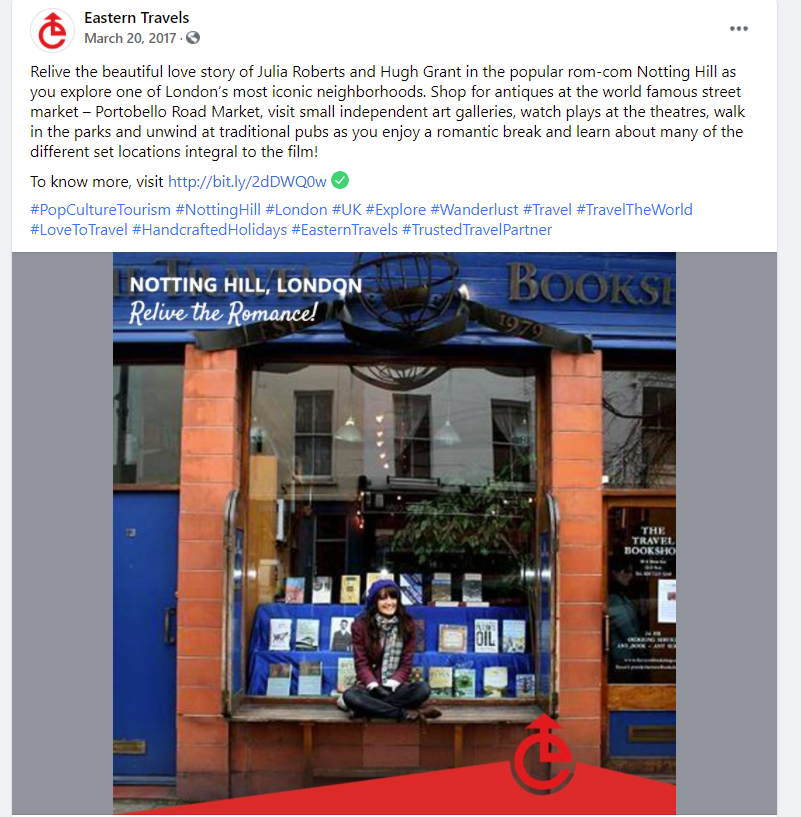 Eastern Travels
March 20, 2017 ·
Relive the beautiful love story of Julia Roberts and Hugh Grant in the popular rom-com Notting Hill as
you explore one of London's most iconic neighborhoods. Shop for antiques at the world famous street
market – Portobello Road Market, visit small independent art galleries, watch plays at the theatres, walk
in the parks and unwind at traditional pubs as you enjoy a romantic break and learn about many of the
different set locations integral to the film!
To know more, visit http://bit.ly/2dDWQ0w
#PopCultureTourism #NottingHill #London #UK #Explore #Wanderlust #Travel #TravelTheWorld
#LoveToTravel #HandcraftedHolidays #EasternTravels #TrustedTravelPartner
TRAVEL BOOKSH
NOTTING HILL, LONDON
Relive the Romance!
1979
THE
TRAVEL
BOOKSHO
OIL